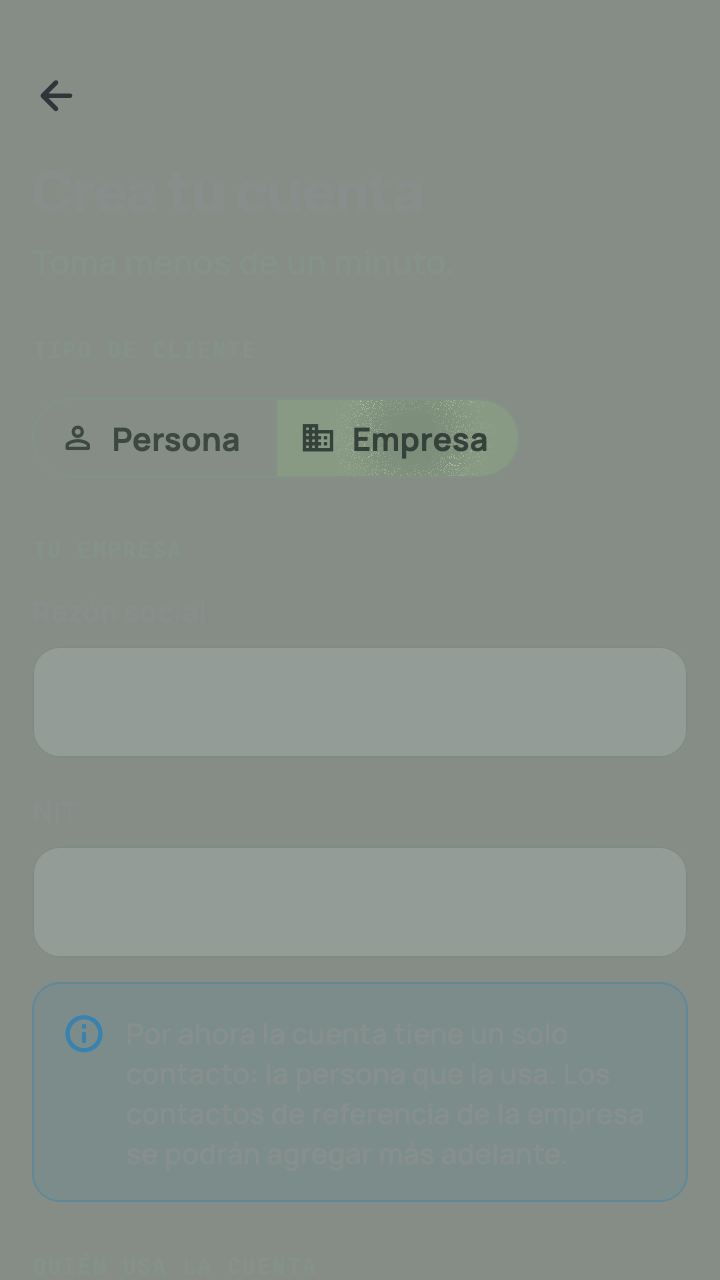 Crea tu cuenta
Toma menos de un minuto.
TIPO DE CLIENTE
Persona
Empresa
TU EMPRESA
Razón social
NIT
Por ahora la cuenta tiene un solo
contacto: la persona que la usa. Los
contactos de referencia de la empresa
se podrán agregar más adelante.
QUIÉN USA LA CUENTA